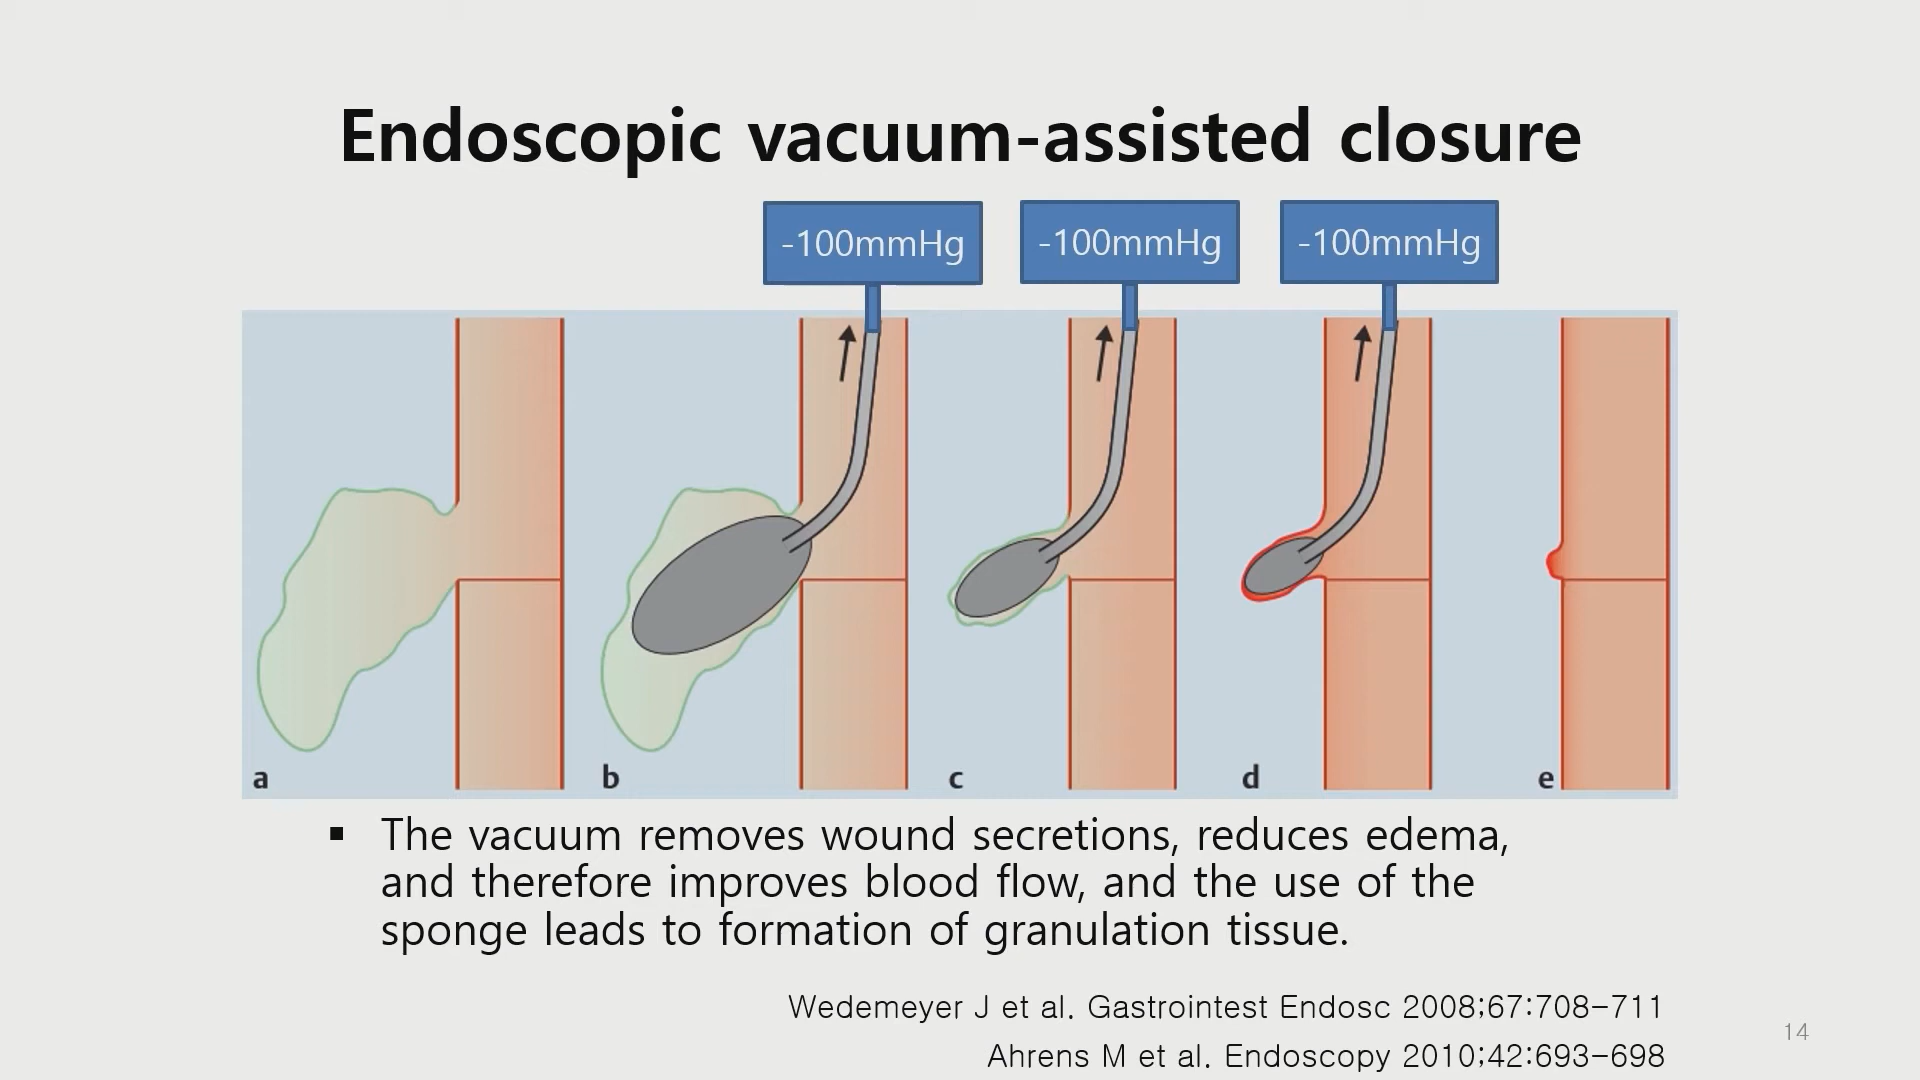 Endoscopic vacuum-assisted closure
-100mmHg
-100mmHg
-100mmHg
a
b
c
d
e
▪ The vacuum removes wound secretions, reduces edema,
and therefore improves blood flow, and the use of the
sponge leads to formation of granulation tissue.
Wedemeyer J et al. Gastrointest Endosc 2008;67:708-711
Ahrens M et al. Endoscopy 2010;42:693-698
14